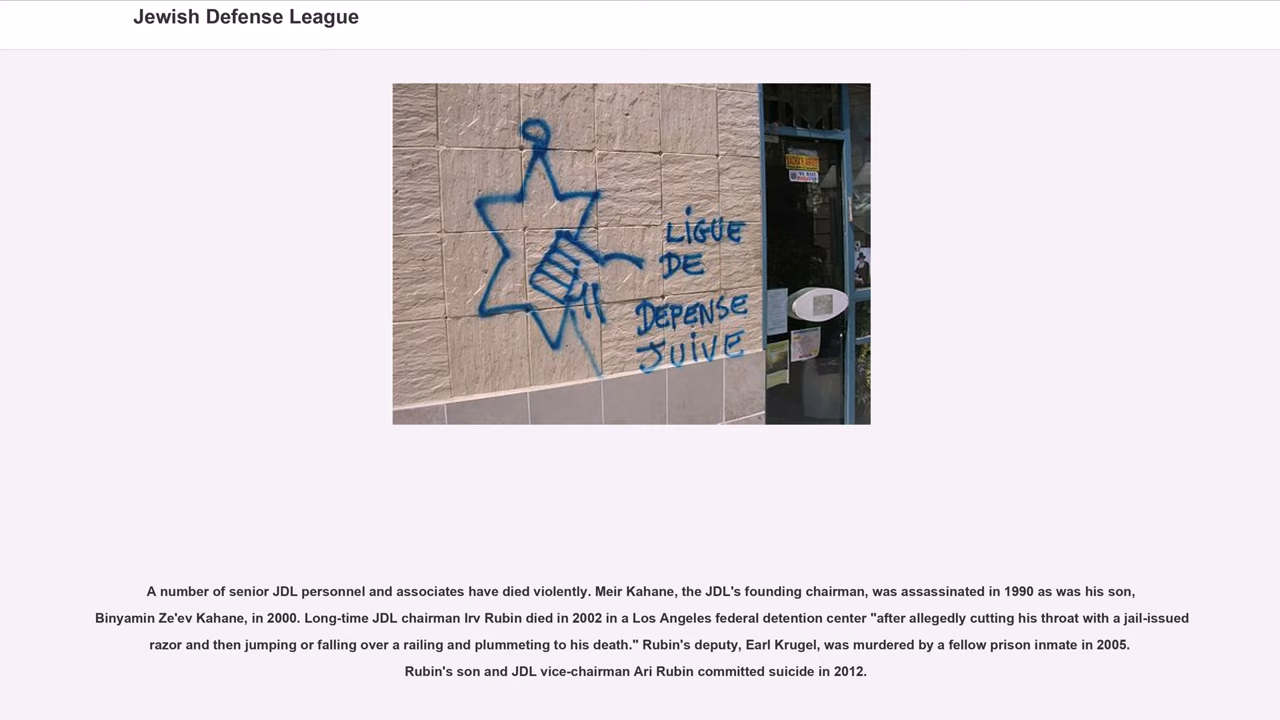 Jewish Defense League
LIGUE
DE
DEFENSE
JUIVE
A number of senior JDL personnel and associates have died violently. Meir Kahane, the JDL's founding chairman, was assassinated in 1990 as was his son,
Binyamin Ze'ev Kahane, in 2000. Long-time JDL chairman Irv Rubin died in 2002 in a Los Angeles federal detention center "after allegedly cutting his throat with a jail-issued
razor and then jumping or falling over a railing and plummeting to his death." Rubin's deputy, Earl Krugel, was murdered by a fellow prison inmate in 2005.
Rubin's son and JDL vice-chairman Ari Rubin committed suicide in 2012.